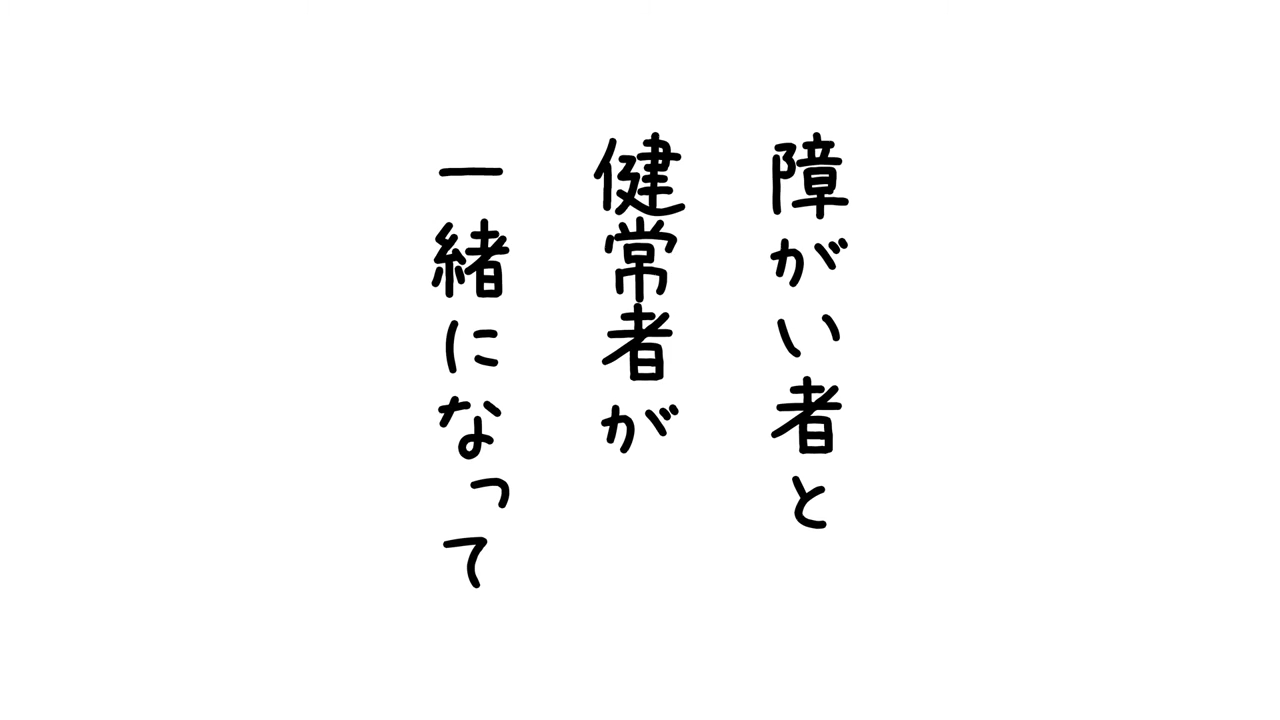 障がい者と
健常者が
一緒になって